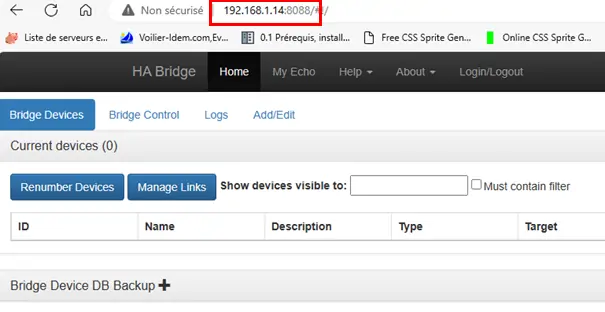 Non sécurisé 192.168.1.14:8088/#!/
Liste de serveurs e... Voilier-Idem.com,Ev... 0.1 Prérequis, install... Free CSS Sprite Gen... Online CSS Sprite G...
HA Bridge Home My Echo Help About Login/Logout
Bridge Devices Bridge Control Logs Add/Edit
Current devices (0)
Renumber Devices Manage Links Show devices visible to: Must contain filter
ID Name Description Type Target
Bridge Device DB Backup